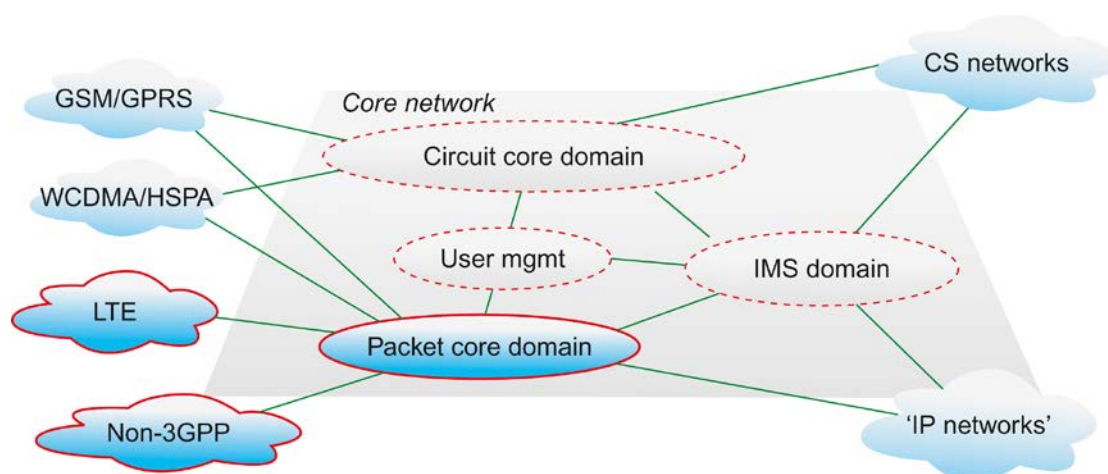 CS networks
GSM/GPRS
Core network
Circuit core domain
WCDMA/HSPA
User mgmt
IMS domain
LTE
Packet core domain
Non-3GPP
‘IP networks’